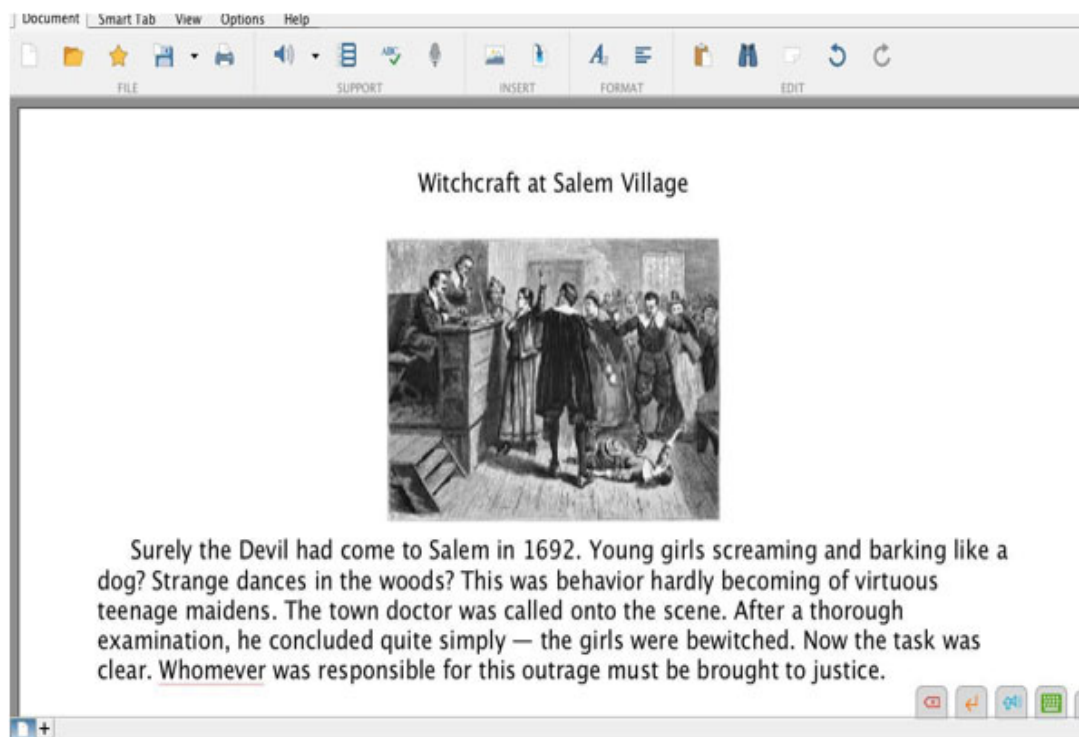 Document Smart Tab View Options Help
FILE SUPPORT INSERT FORMAT EDIT
Witchcraft at Salem Village
Surely the Devil had come to Salem in 1692. Young girls screaming and barking like a
dog? Strange dances in the woods? This was behavior hardly becoming of virtuous
teenage maidens. The town doctor was called onto the scene. After a thorough
examination, he concluded quite simply — the girls were bewitched. Now the task was
clear. Whomever was responsible for this outrage must be brought to justice.